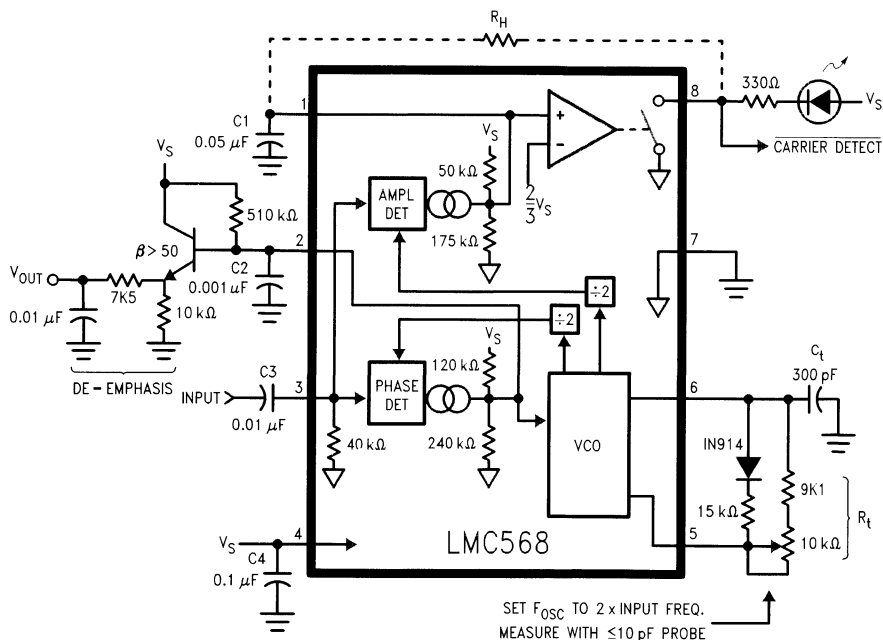 R_H
1
8
330Ω
V_S
C1
0.05 μF
+
−
2/3 V_S
CARRIER DETECT
V_S
50 kΩ
AMPL
DET
175 kΩ
V_S
510 kΩ
β > 50
2
C2
0.001 μF
7
V_OUT
7K5
10 kΩ
0.01 μF
÷2
÷2
DE-EMPHASIS
V_S
120 kΩ
PHASE
DET
240 kΩ
C3
INPUT
0.01 μF
3
40 kΩ
VCO
6
C_t
300 pF
IN914
9K1
15 kΩ
10 kΩ
R_t
5
V_S
4
C4
0.1 μF
LMC568
SET F_OSC TO 2 x INPUT FREQ.
MEASURE WITH ≤10 pF PROBE